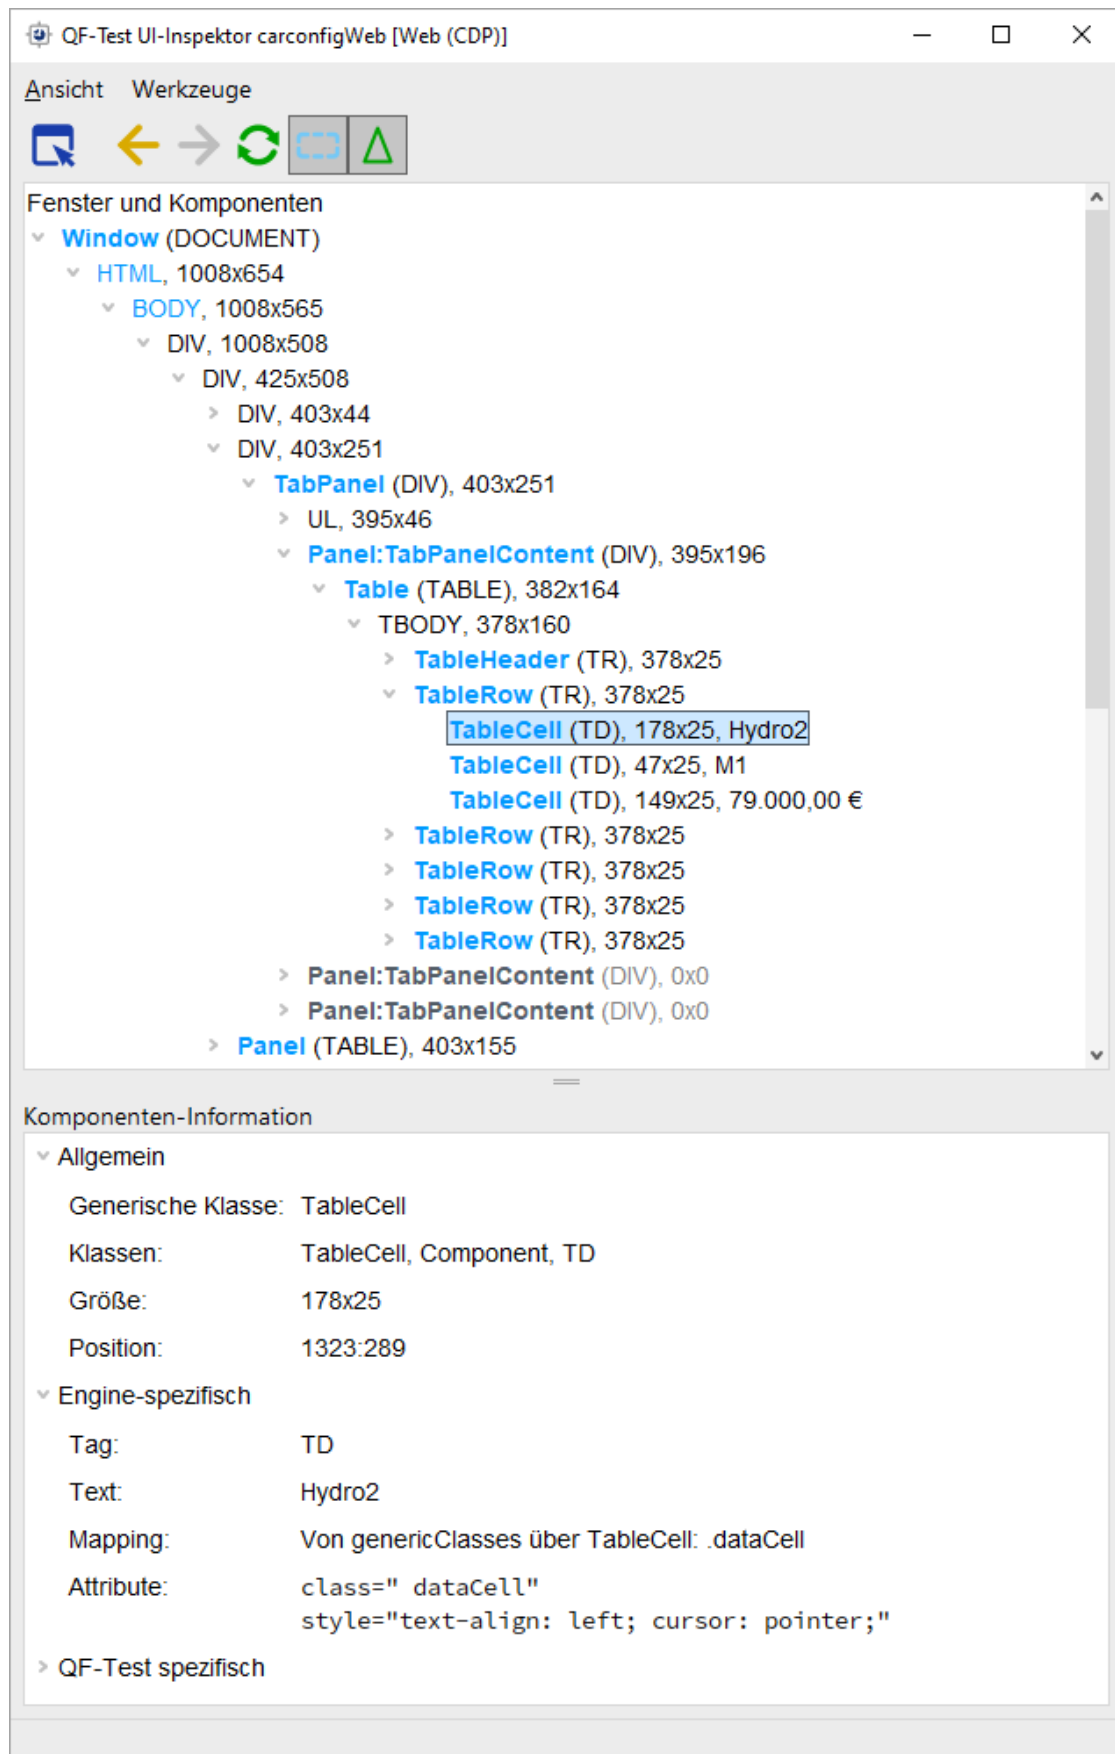 QF-Test UI-Inspektor carconfigWeb [Web (CDP)]
Ansicht Werkzeuge
Fenster und Komponenten
Window (DOCUMENT)
HTML, 1008x654
BODY, 1008x565
DIV, 1008x508
DIV, 425x508
DIV, 403x44
DIV, 403x251
TabPanel (DIV), 403x251
UL, 395x46
Panel:TabPanelContent (DIV), 395x196
Table (TABLE), 382x164
TBODY, 378x160
TableHeader (TR), 378x25
TableRow (TR), 378x25
TableCell (TD), 178x25, Hydro2
TableCell (TD), 47x25, M1
TableCell (TD), 149x25, 79.000,00 €
TableRow (TR), 378x25
TableRow (TR), 378x25
TableRow (TR), 378x25
TableRow (TR), 378x25
Panel:TabPanelContent (DIV), 0x0
Panel:TabPanelContent (DIV), 0x0
Panel (TABLE), 403x155
Komponenten-Information
Allgemein
Generische Klasse: TableCell
Klassen: TableCell, Component, TD
Größe: 178x25
Position: 1323:289
Engine-spezifisch
Tag: TD
Text: Hydro2
Mapping: Von genericClasses über TableCell: .dataCell
Attribute: class=" dataCell"
style="text-align: left; cursor: pointer;"
QF-Test spezifisch